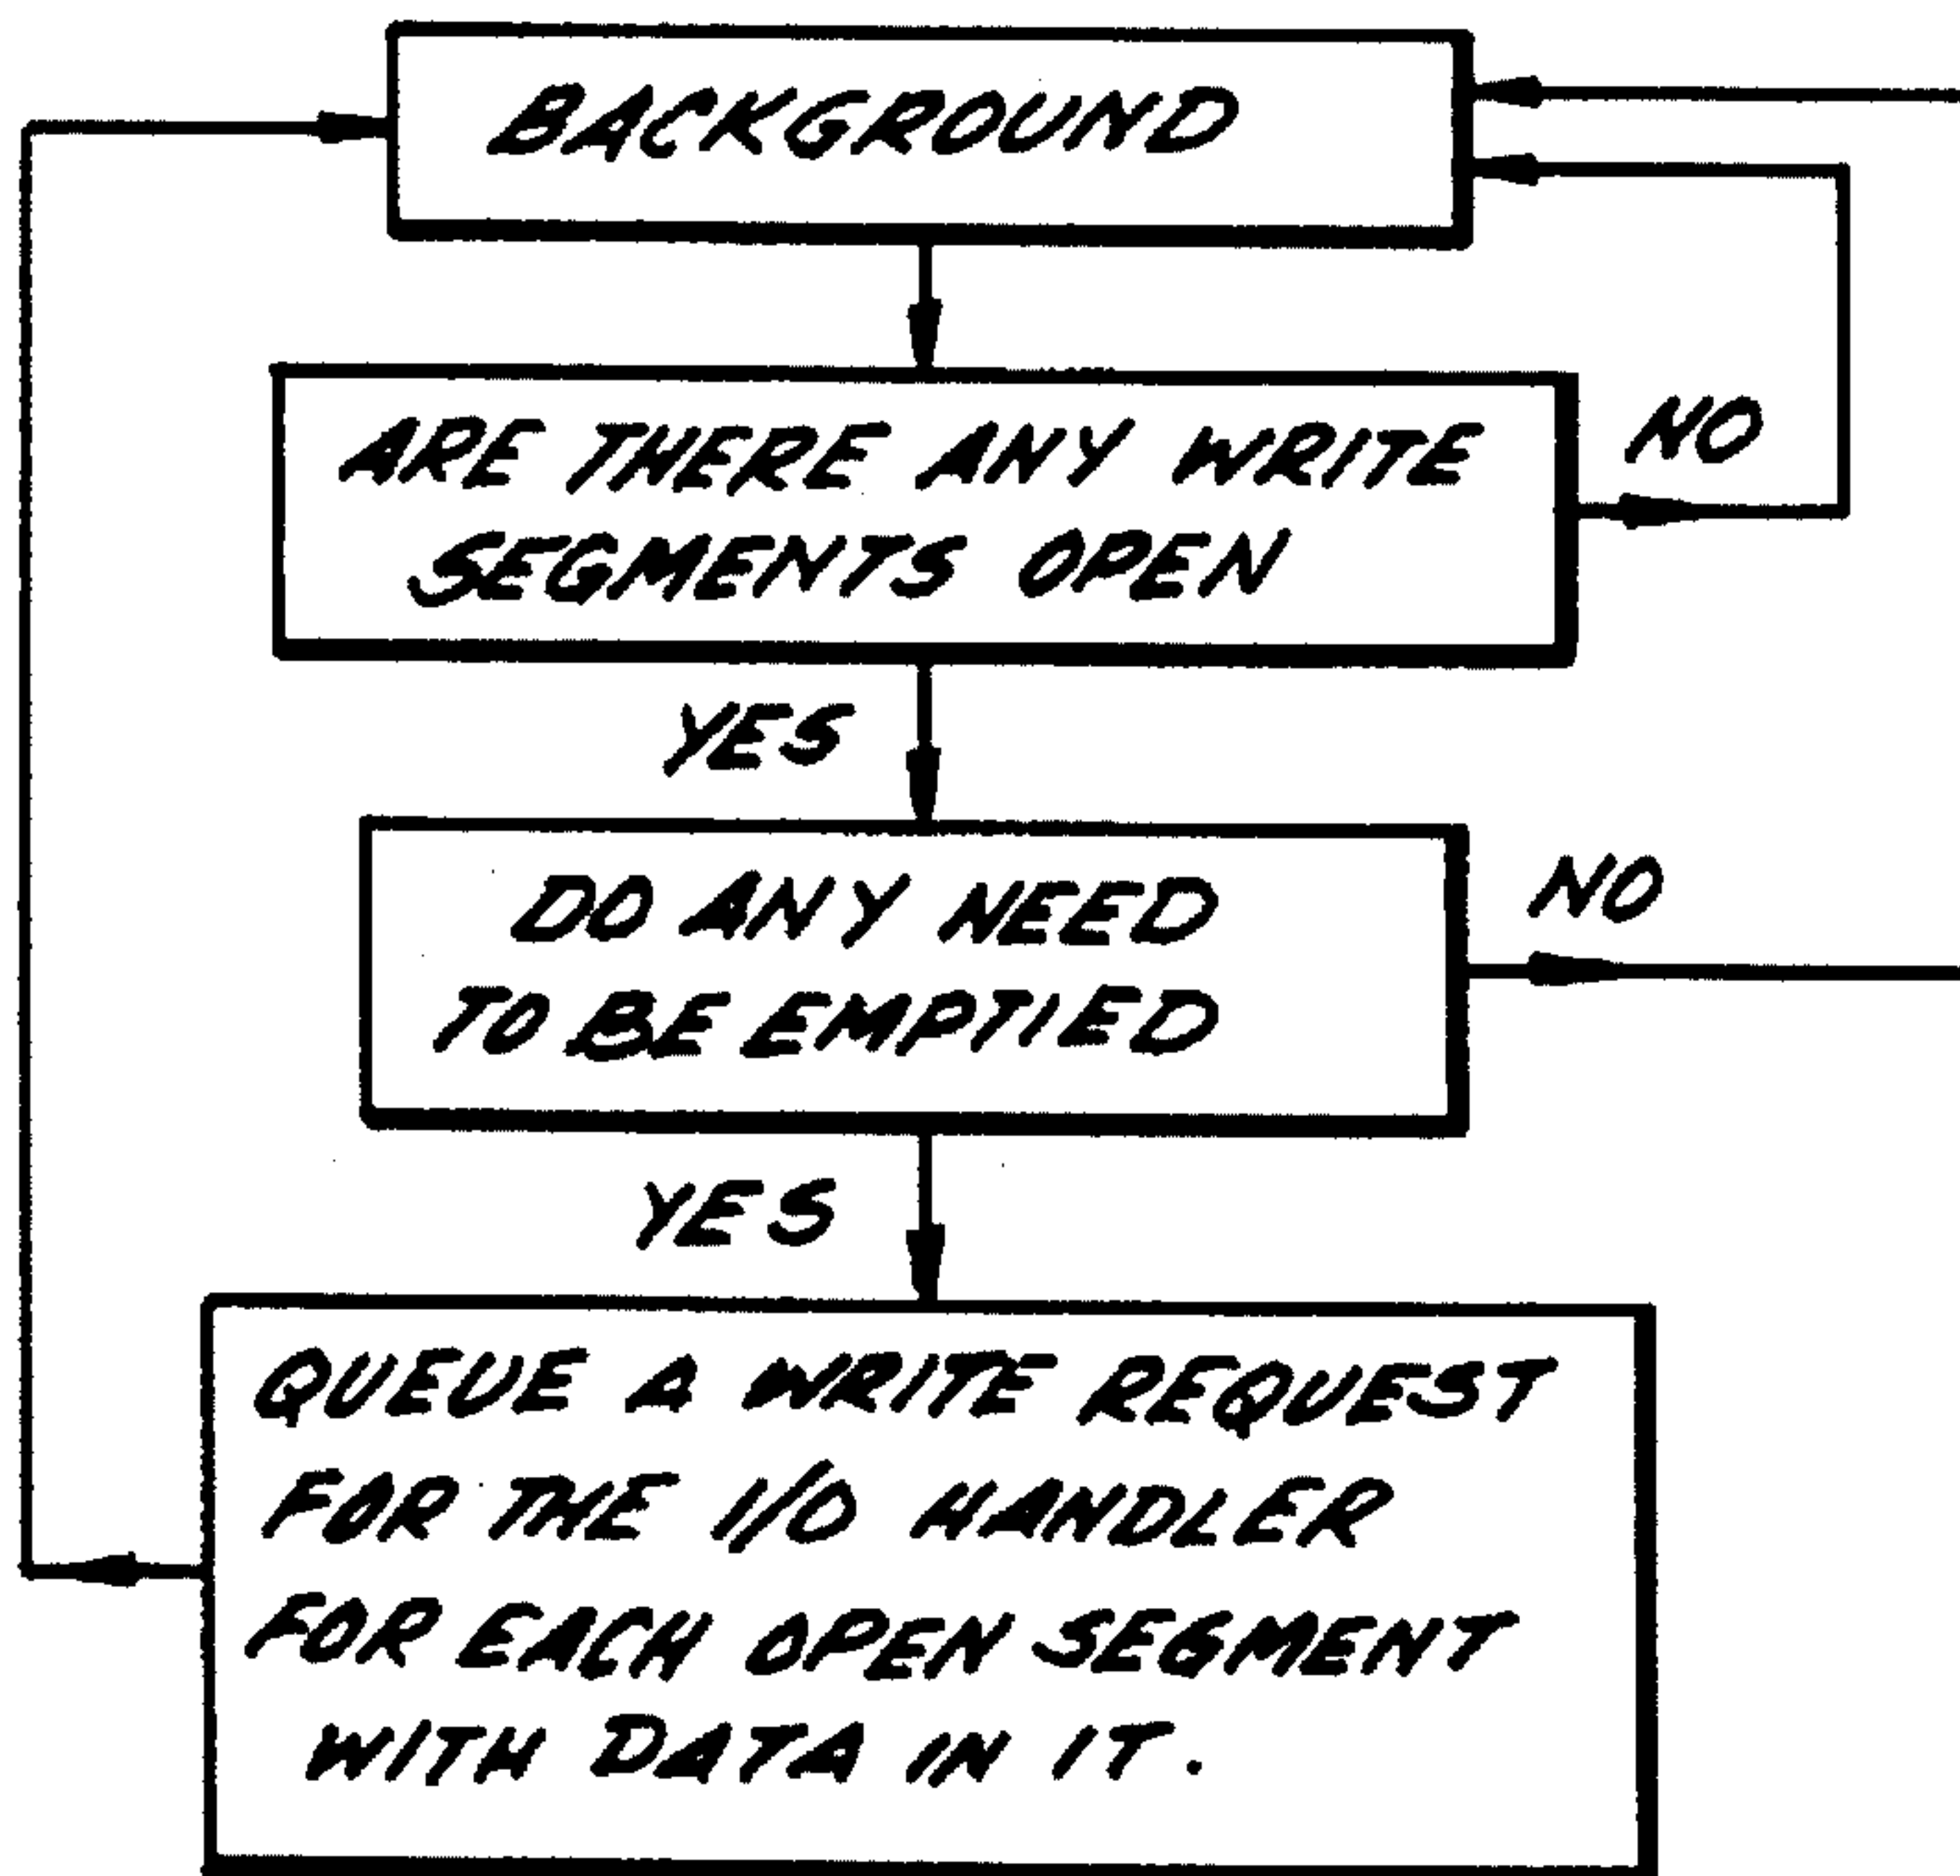 BACKGROUND
ARE THERE ANY WRITE
SEGMENTS OPEN
NO
YES
DO ANY NEED
TO BE EMPTIED
NO
YES
QUEUE A WRITE REQUEST
FOR THE I/O HANDLER
FOR EACH OPEN SEGMENT
WITH DATA IN IT.